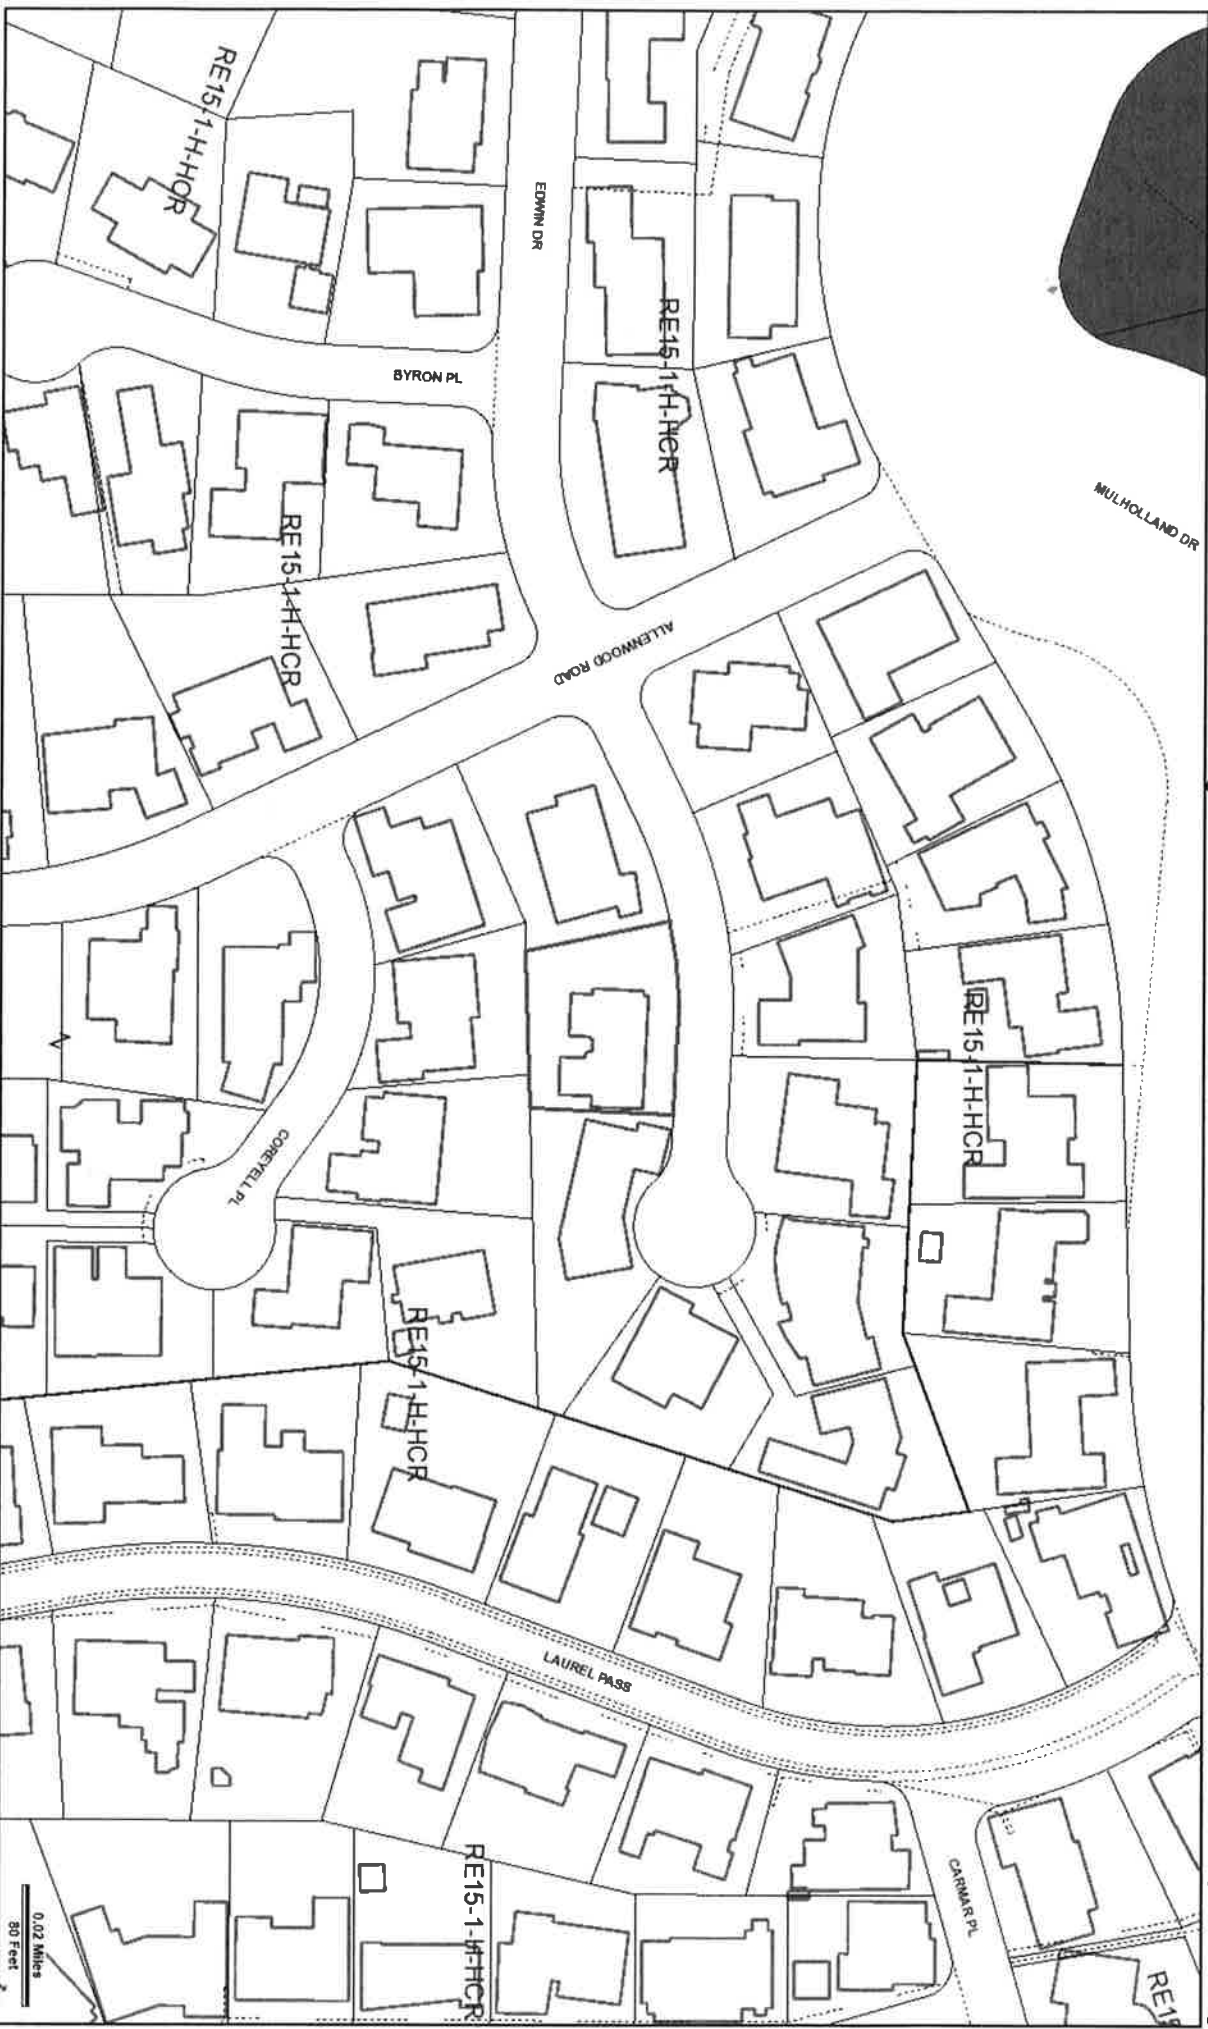 RE15-1-H-HCR
EDWIN DR
RE15-1-H-HCR
BYRON PL
MULHOLLAND DR
RE15-1-H-HCR
ALLENWOOD ROAD
RE15-1-H-HCR
COREYELL PL
RE15-1-H-HCR
LAUREL PASS
RE15-1-H-HCR
CARMAR PL
RE15
0.02 Miles
80 Feet